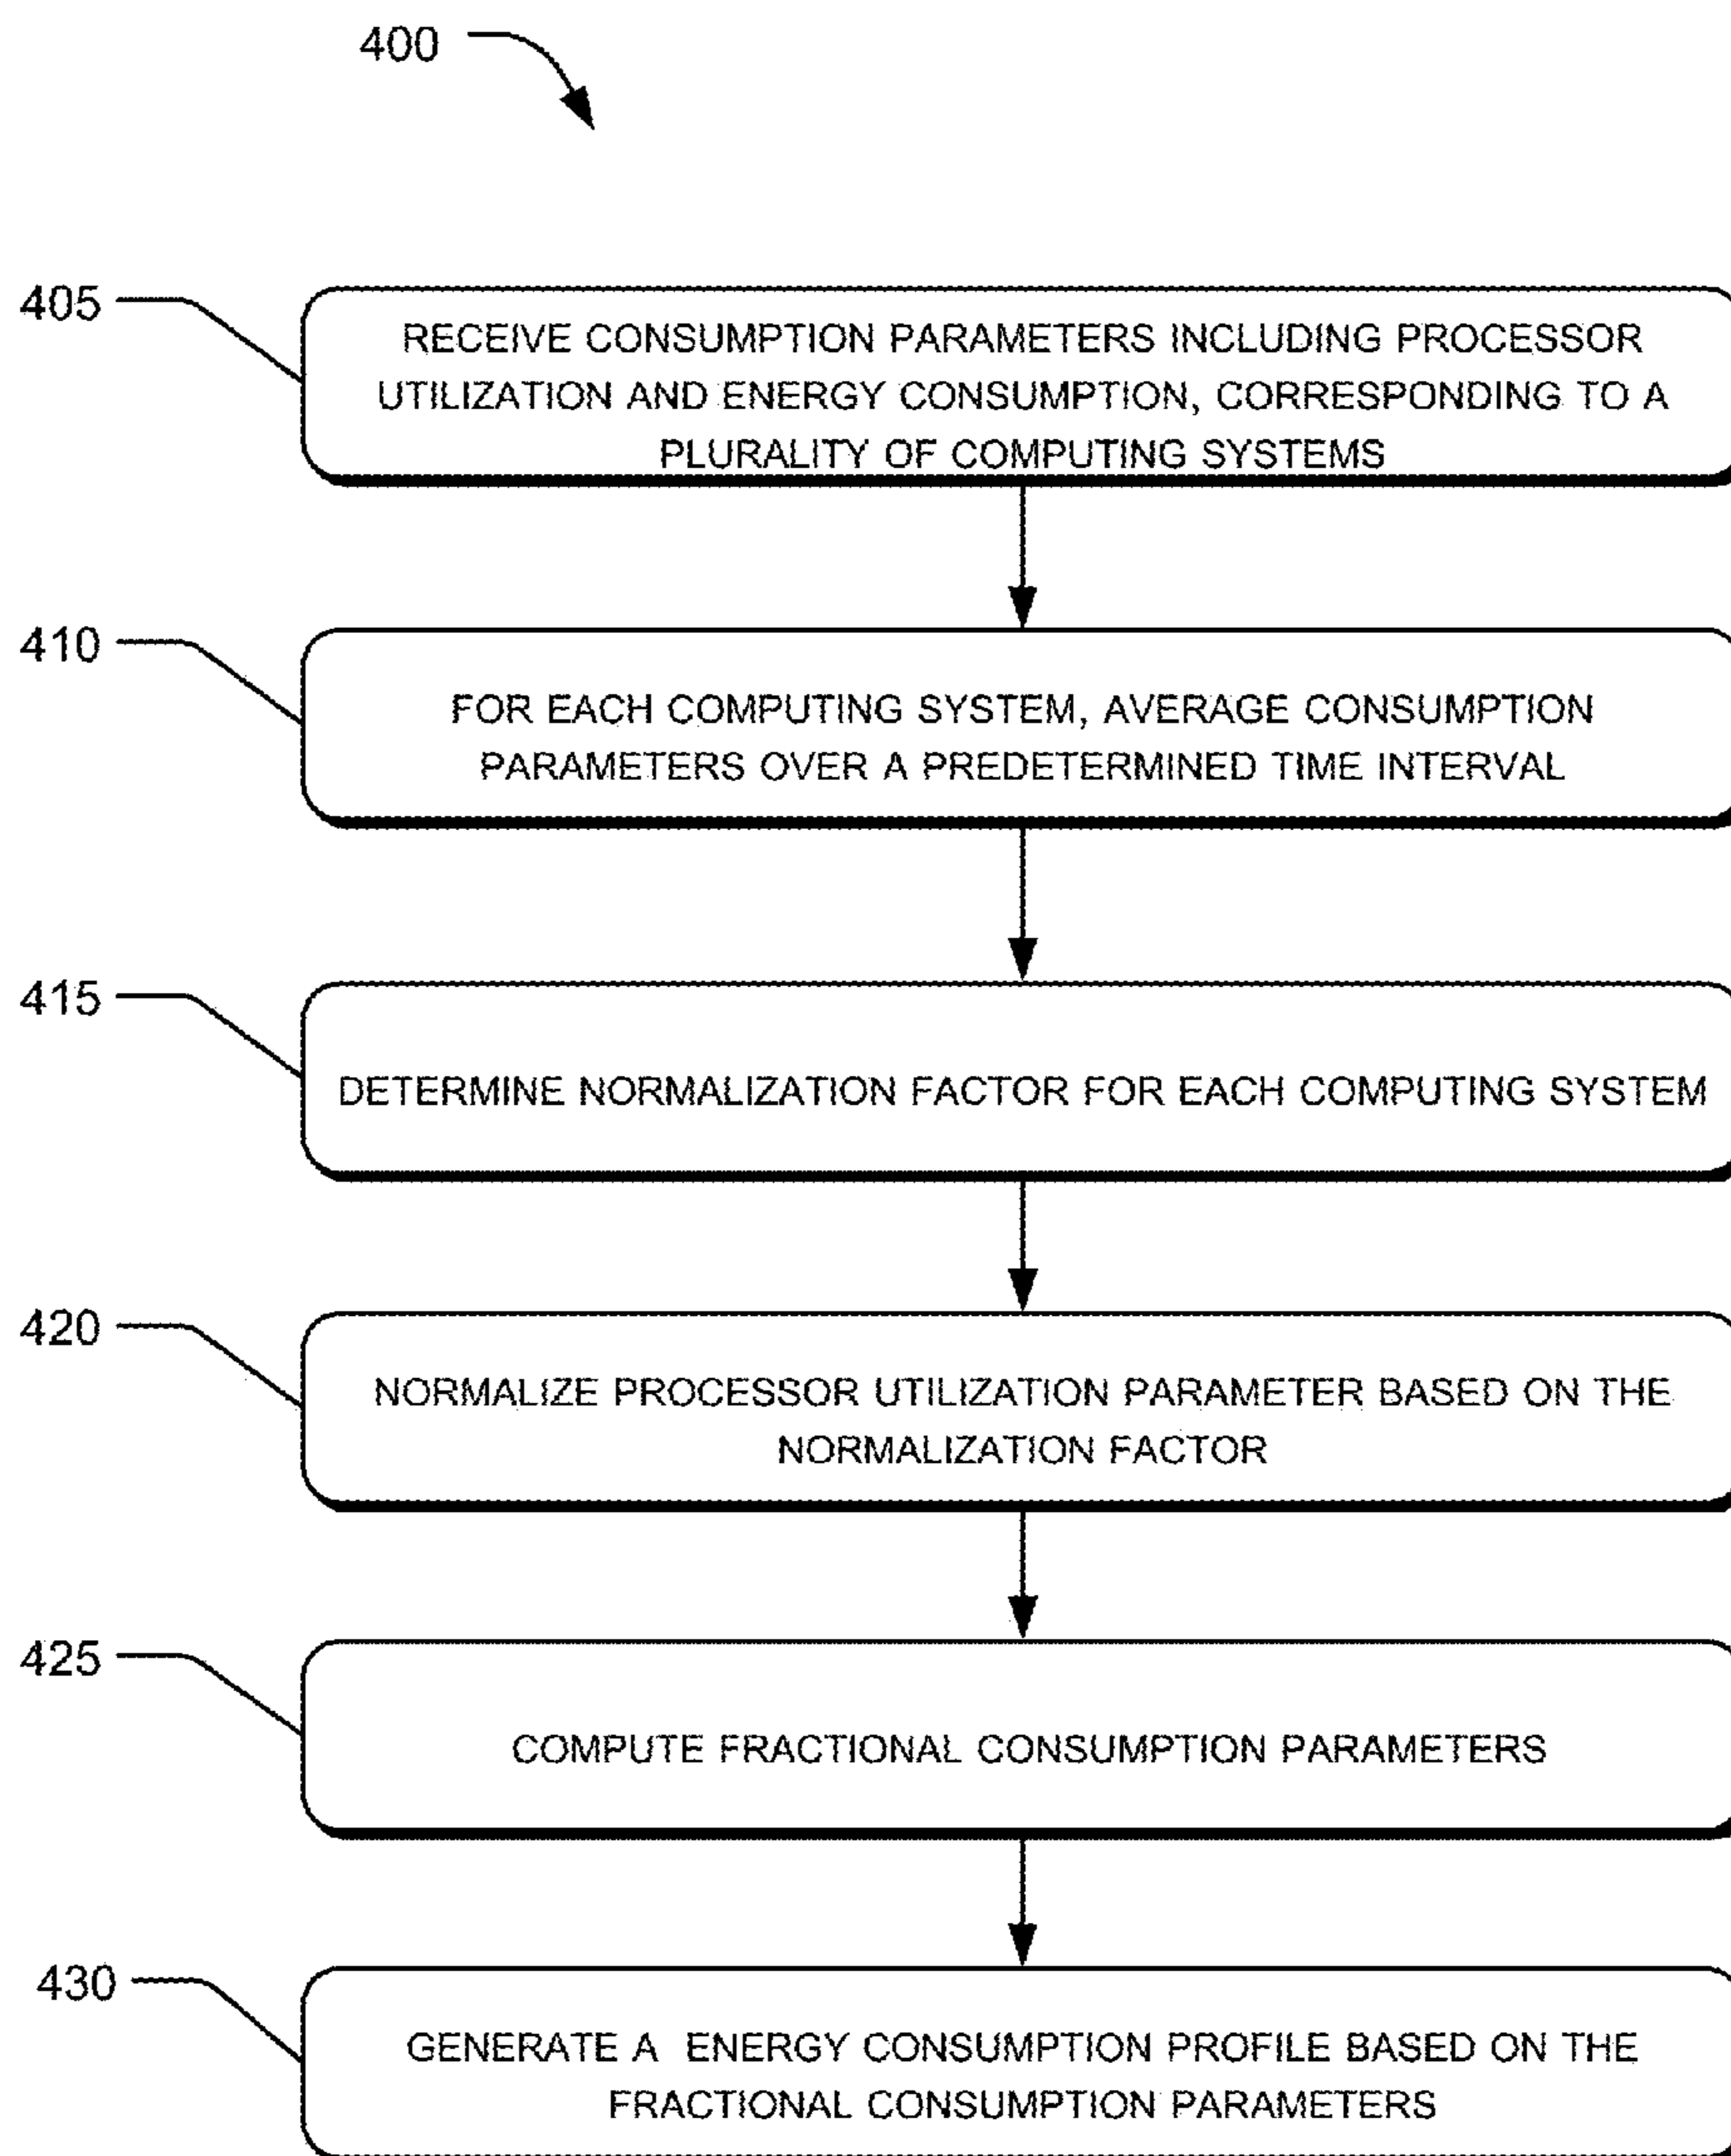 400
405
RECEIVE CONSUMPTION PARAMETERS INCLUDING PROCESSOR
UTILIZATION AND ENERGY CONSUMPTION, CORRESPONDING TO A
PLURALITY OF COMPUTING SYSTEMS
410
FOR EACH COMPUTING SYSTEM, AVERAGE CONSUMPTION
PARAMETERS OVER A PREDETERMINED TIME INTERVAL
415
DETERMINE NORMALIZATION FACTOR FOR EACH COMPUTING SYSTEM
420
NORMALIZE PROCESSOR UTILIZATION PARAMETER BASED ON THE
NORMALIZATION FACTOR
425
COMPUTE FRACTIONAL CONSUMPTION PARAMETERS
430
GENERATE A ENERGY CONSUMPTION PROFILE BASED ON THE
FRACTIONAL CONSUMPTION PARAMETERS